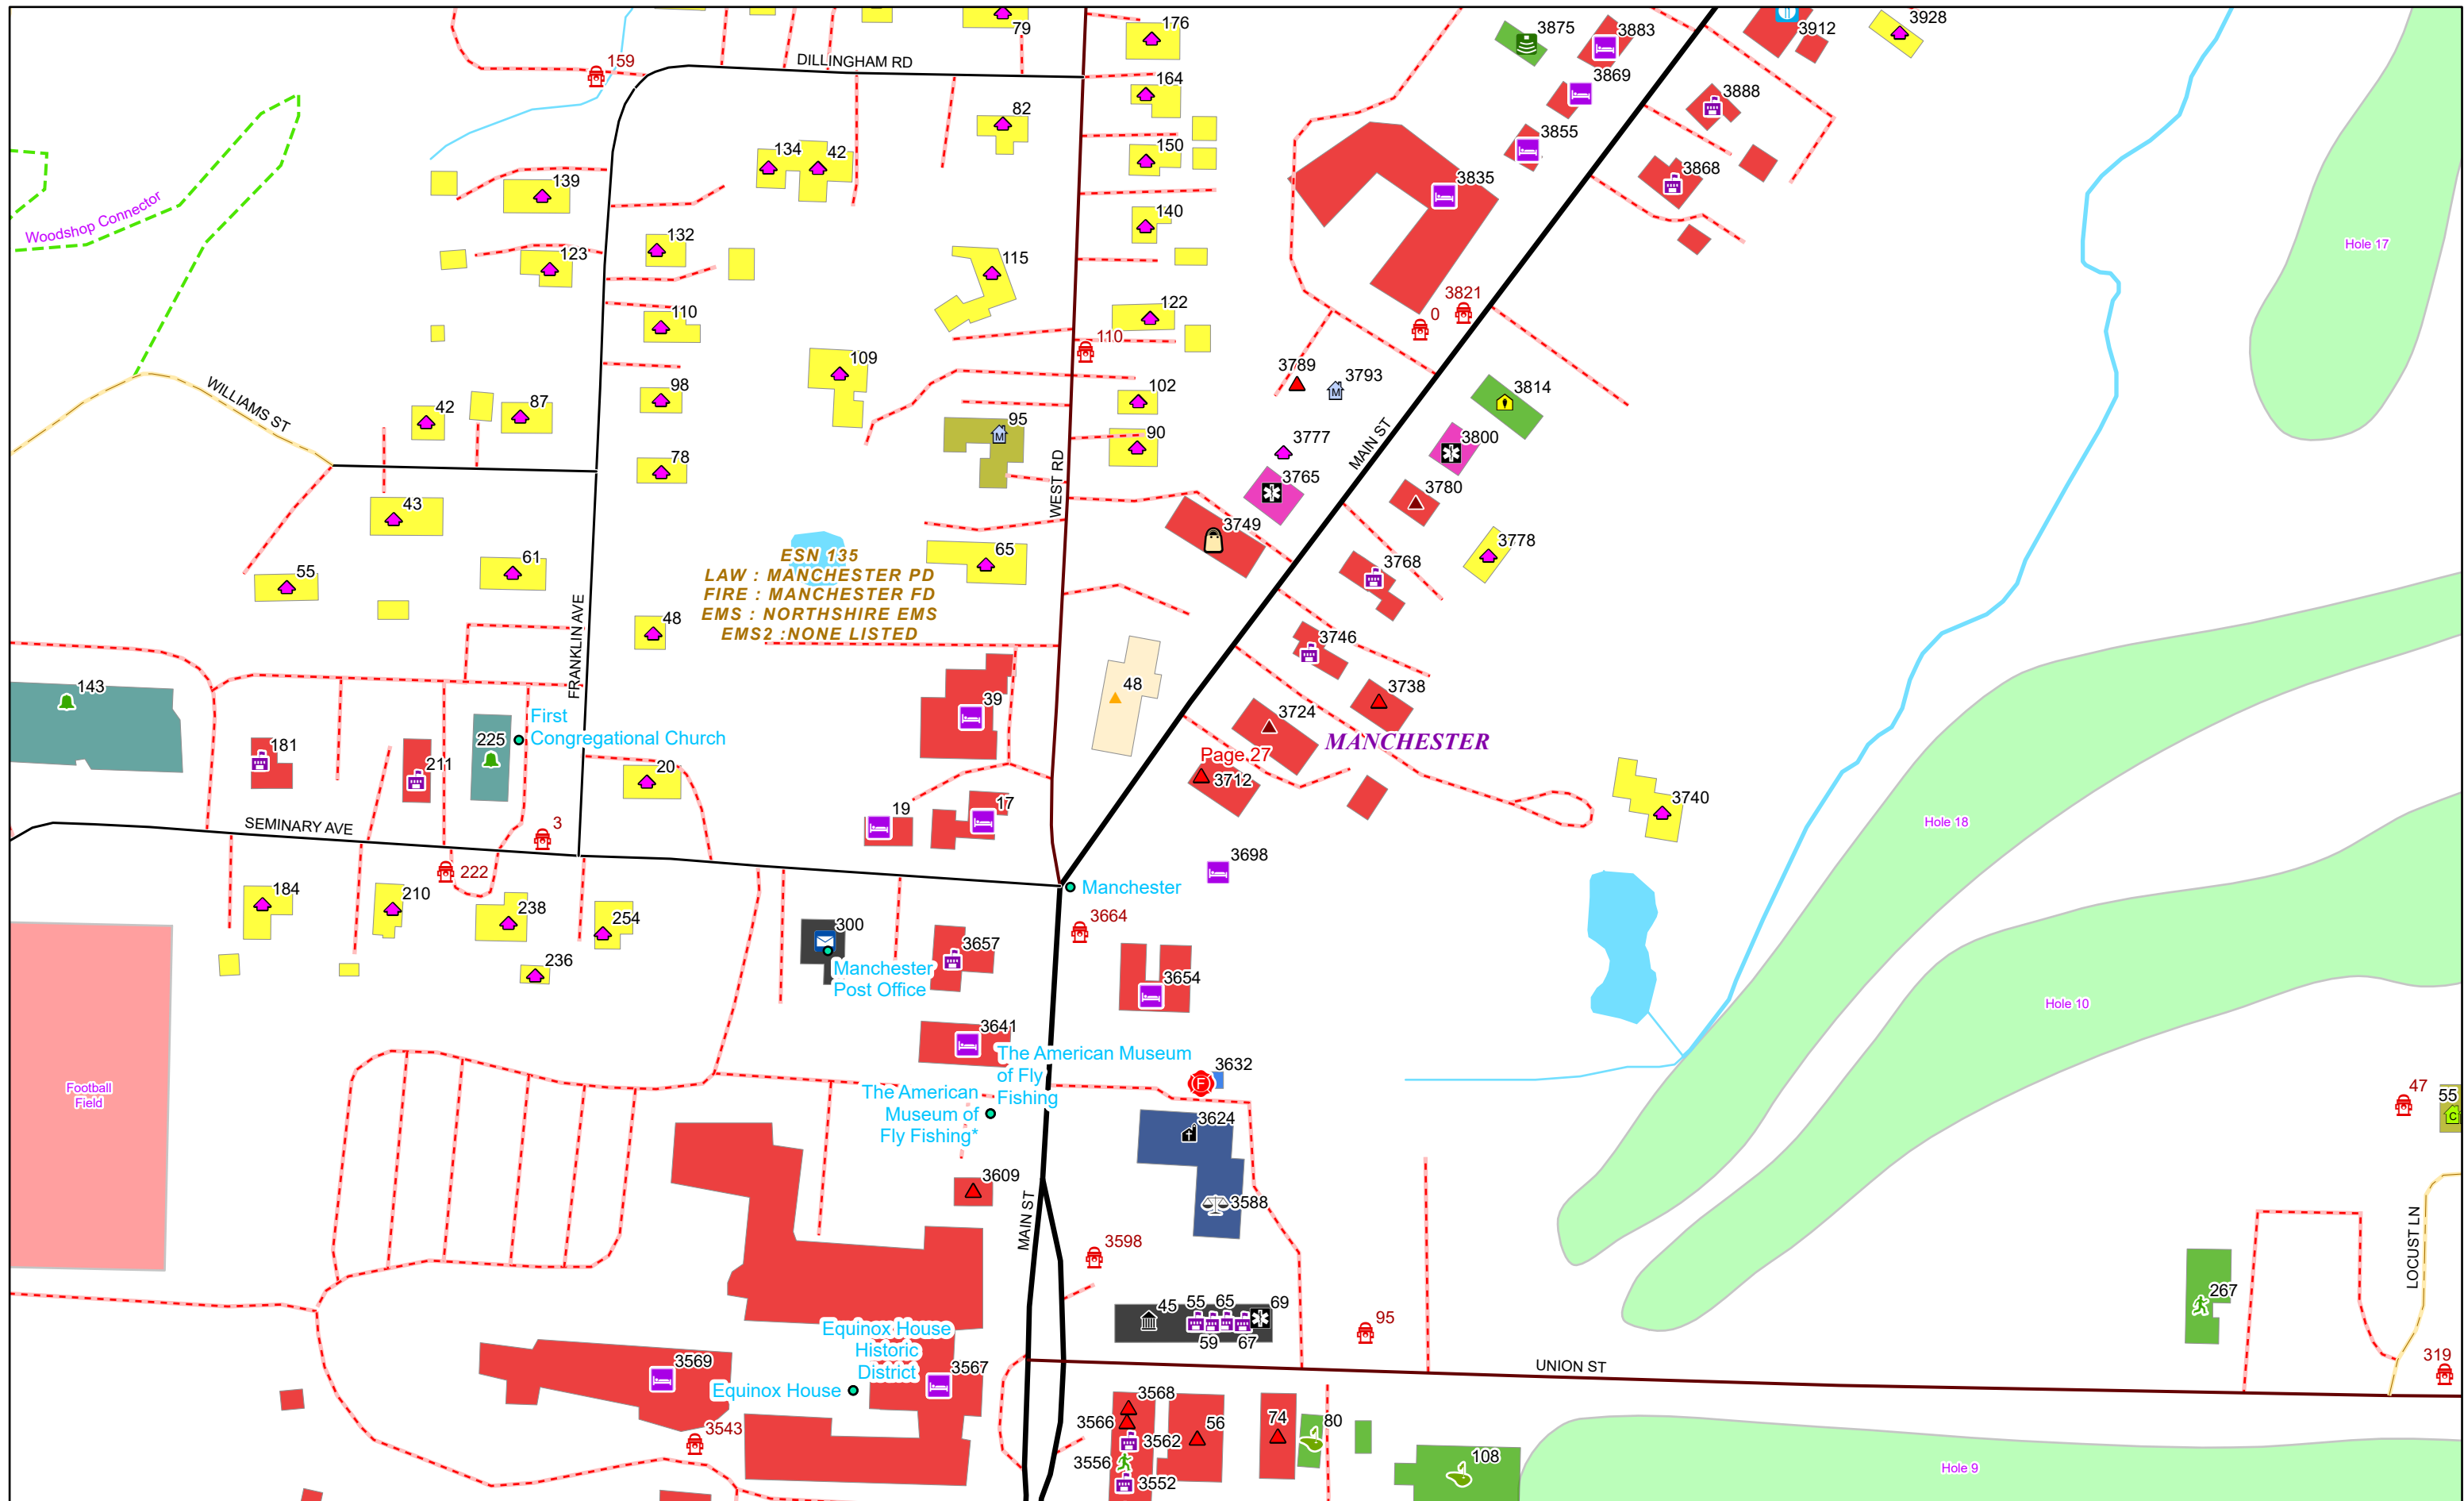 79
176
3875
3883
3912
3928
159
DILLINGHAM RD
164
3869
3888
82
3855
134
42
150
3868
139
3835
Woodshop Connector
140
132
123
115
Hole 17
110
122
3821
0
110
109
3789
3793
WILLIAMS ST
98
102
3814
42
87
95
90
MAIN ST
3800
78
3777
3765
WEST RD
3780
43
3749
61
65
ESN 135
LAW : MANCHESTER PD
FIRE : MANCHESTER FD
EMS : NORTHSHIRE EMS
EMS2 :NONE LISTED
3778
3768
55
48
FRANKLIN AVE
3746
143
39
48
3738
First
Congregational Church
225
3724
MANCHESTER
181
211
Page 27
3712
20
3740
19
17
Hole 18
SEMINARY AVE
3
222
3698
Manchester
184
210
238
254
300
3664
3657
236
Manchester
Post Office
3654
Hole 10
3641
The American Museum
of Fly
Fishing
3632
F
Football
Field
The American
Museum of
Fly Fishing*
3624
47
55
C
3609
3588
MAIN ST
3598
LOCUST LN
267
45
55
65
69
59
67
95
Equinox House
Historic
District
3569
3567
Equinox House
UNION ST
319
3568
3566
56
74
80
3543
3562
3556
3552
108
Hole 9
M
M